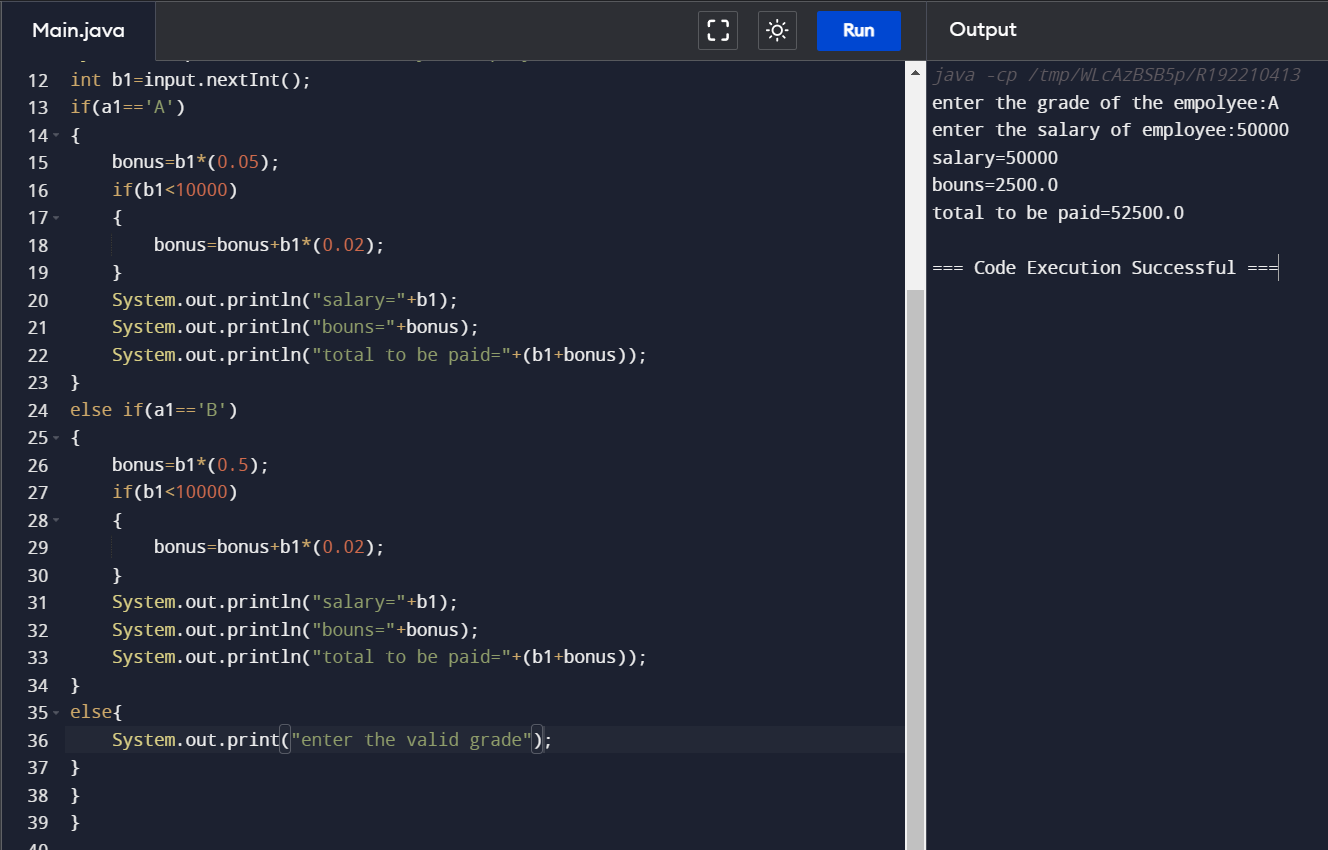 Main.java
Run
Output
12 int b1=input.nextInt();
13 if(a1=='A')
14 {
15 bonus=b1*(0.05);
16 if(b1<10000)
17 {
18 bonus=bonus+b1*(0.02);
19 }
20 System.out.println("salary="+b1);
21 System.out.println("bouns="+bonus);
22 System.out.println("total to be paid="+(b1+bonus));
23 }
24 else if(a1=='B')
25 {
26 bonus=b1*(0.5);
27 if(b1<10000)
28 {
29 bonus=bonus+b1*(0.02);
30 }
31 System.out.println("salary="+b1);
32 System.out.println("bouns="+bonus);
33 System.out.println("total to be paid="+(b1+bonus));
34 }
35 else{
36 System.out.print("enter the valid grade");
37 }
38 }
39 }
40
java -cp /tmp/WLcAzBSB5p/R192210413
enter the grade of the empolyee:A
enter the salary of employee:50000
salary=50000
bouns=2500.0
total to be paid=52500.0
=== Code Execution Successful ===